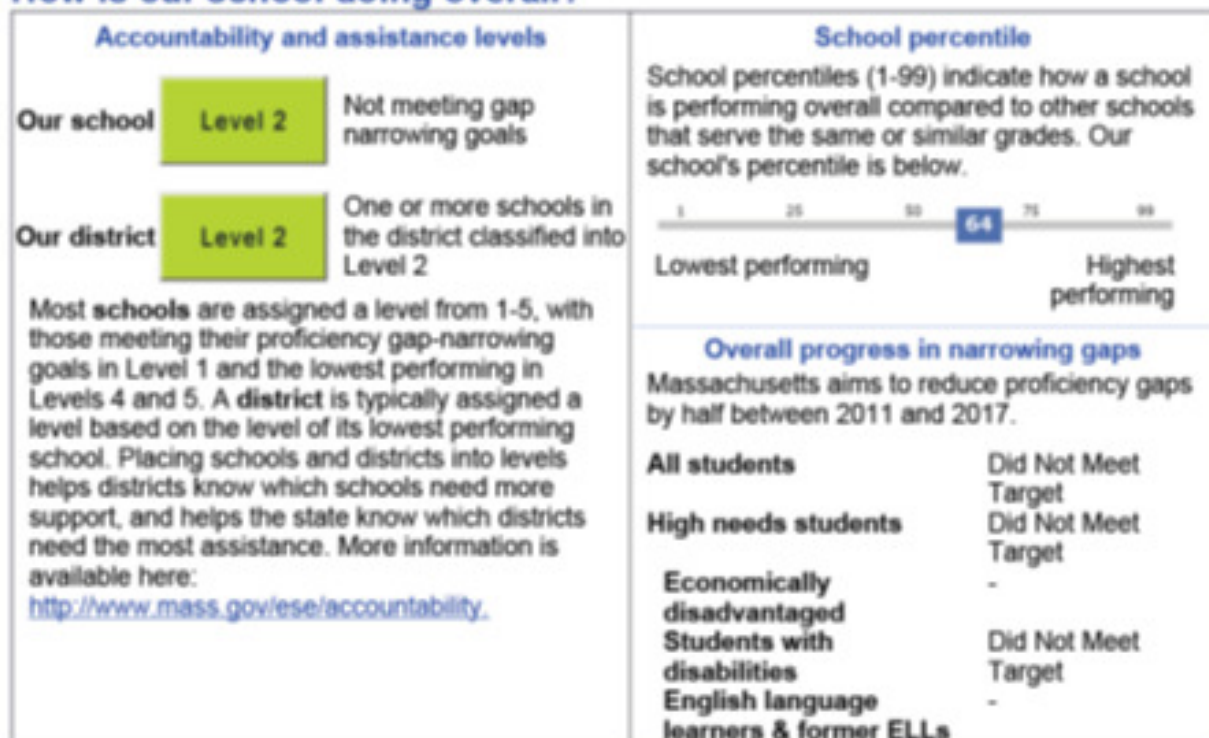 How is our school doing overall?
Accountability and assistance levels
Our school
Level 2
Not meeting gap
narrowing goals
Our district
Level 2
One or more schools in
the district classified into
Level 2
Most schools are assigned a level from 1-5, with
those meeting their proficiency gap-narrowing
goals in Level 1 and the lowest performing in
Levels 4 and 5. A district is typically assigned a
level based on the level of its lowest performing
school. Placing schools and districts into levels
helps districts know which schools need more
support, and helps the state know which districts
need the most assistance. More information is
available here:
http://www.mass.gov/ese/accountability.
School percentile
School percentiles (1-99) indicate how a school
is performing overall compared to other schools
that serve the same or similar grades. Our
school's percentile is below.
1 25 50 75 99
64
Lowest performing
Highest
performing
Overall progress in narrowing gaps
Massachusetts aims to reduce proficiency gaps
by half between 2011 and 2017.
All students
Did Not Meet
Target
High needs students
Did Not Meet
Target
Economically
disadvantaged
-
Students with
disabilities
Did Not Meet
Target
English language
learners & former ELLs
-